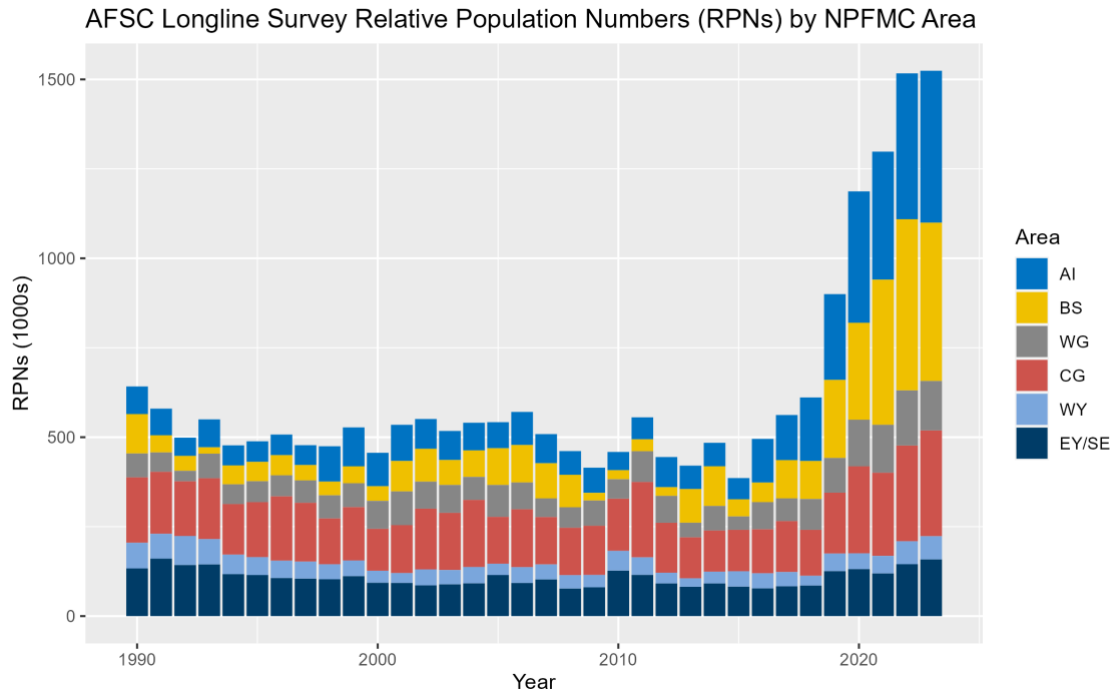 AFSC Longline Survey Relative Population Numbers (RPNs) by NPFMC Area
RPNs (1000s)
1500
1000
500
0
1990
2000
2010
2020
Year
Area
AI
BS
WG
CG
WY
EY/SE